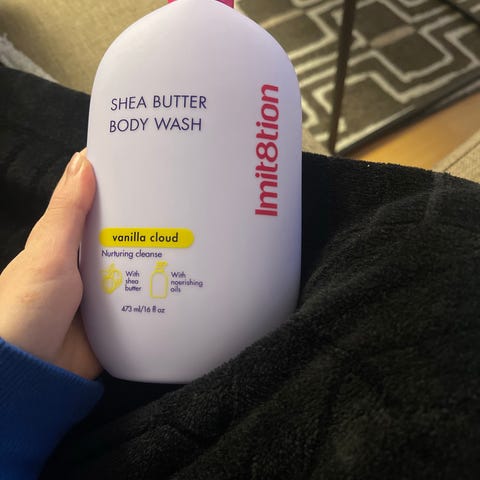 SHEA BUTTER
BODY WASH
Imit8tion
vanilla cloud
Nurturing cleanse
With
shea
butter
With
nourishing
oils
473 ml/16 fl oz